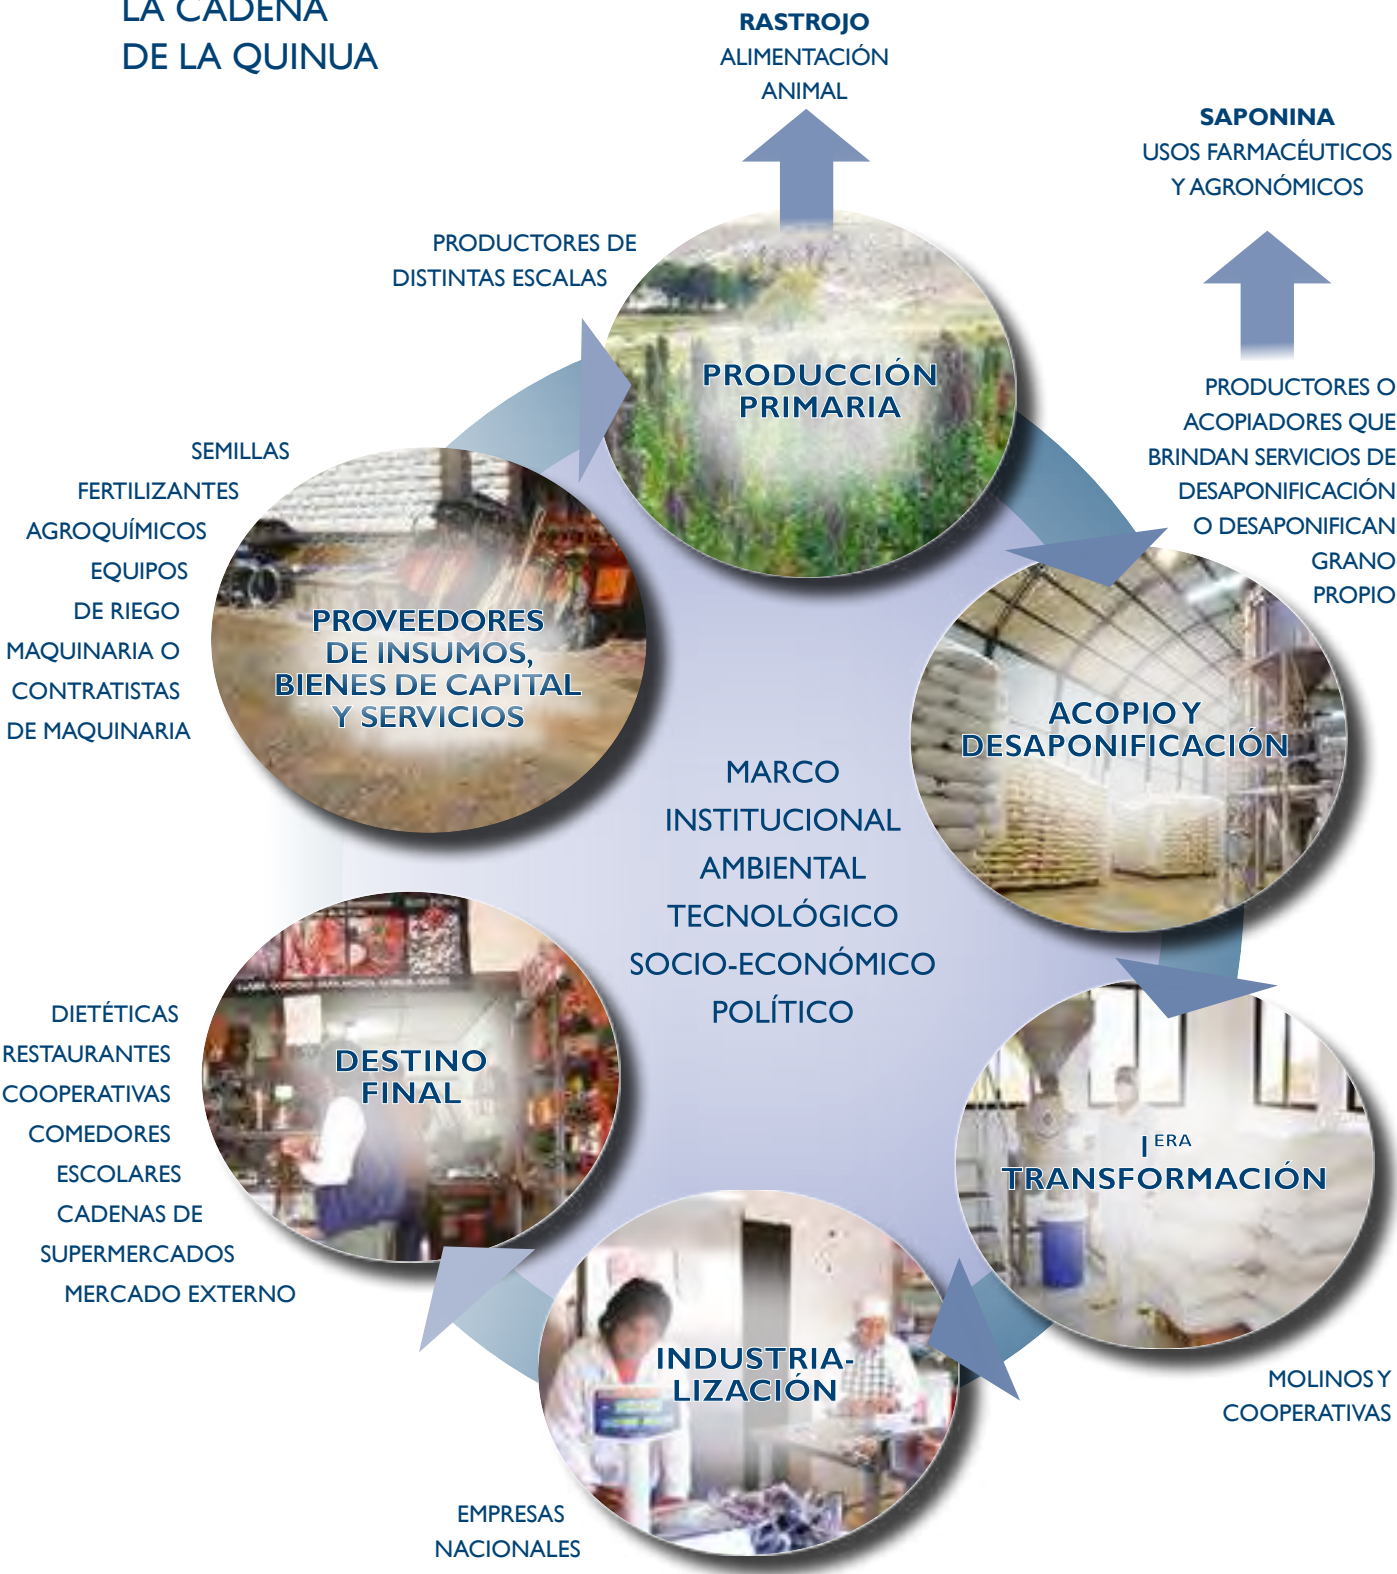 LA CADENA
DE LA QUINUA
RASTROJO
ALIMENTACIÓN
ANIMAL
SAPONINA
USOS FARMACÉUTICOS
Y AGRONÓMICOS
PRODUCTORES DE
DISTINTAS ESCALAS
PRODUCCIÓN
PRIMARIA
PRODUCTORES O
ACOPIADORES QUE
BRINDAN SERVICIOS DE
DESAPONIFICACIÓN
O DESAPONIFICAN
GRANO
PROPIO
SEMILLAS
FERTILIZANTES
AGROQUÍMICOS
EQUIPOS
DE RIEGO
MAQUINARIA O
CONTRATISTAS
DE MAQUINARIA
PROVEEDORES
DE INSUMOS,
BIENES DE CAPITAL
Y SERVICIOS
ACOPIO Y
DESAPONIFICACIÓN
MARCO
INSTITUCIONAL
AMBIENTAL
TECNOLÓGICO
SOCIO-ECONÓMICO
POLÍTICO
DIETÉTICAS
RESTAURANTES
COOPERATIVAS
COMEDORES
ESCOLARES
CADENAS DE
SUPERMERCADOS
MERCADO EXTERNO
DESTINO
FINAL
1 ERA
TRANSFORMACIÓN
INDUSTRIA-
LIZACIÓN
MOLINOS Y
COOPERATIVAS
EMPRESAS
NACIONALES